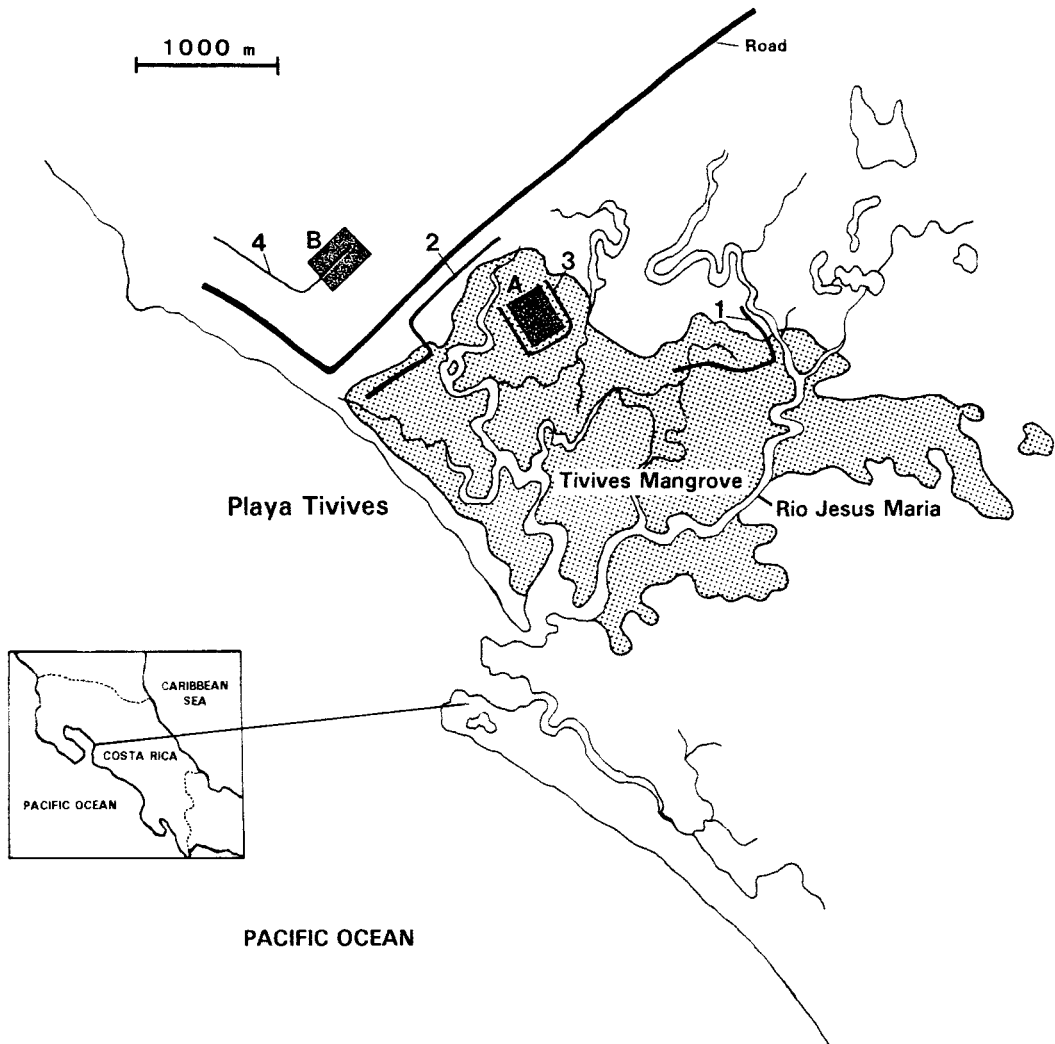 1000 m
Road
4
B
2
A
3
1
Playa Tivives
Tivives Mangrove
Rio Jesus Maria
CARIBBEAN
SEA
COSTA RICA
PACIFIC OCEAN
PACIFIC OCEAN